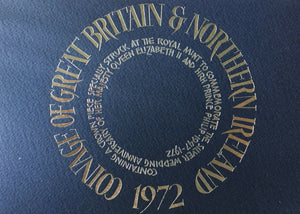 COINAGE OF GREAT BRITAIN & NORTHERN IRELAND
1972
CONTAINING A CROWN PIECE SPECIALLY STRUCK AT THE ROYAL MINT TO COMMEMORATE
SILVER WEDDING ANNIVERSARY OF HER MAJESTY QUEEN ELIZABETH II AND HRH PRINCE PHILIP · 1947-1972